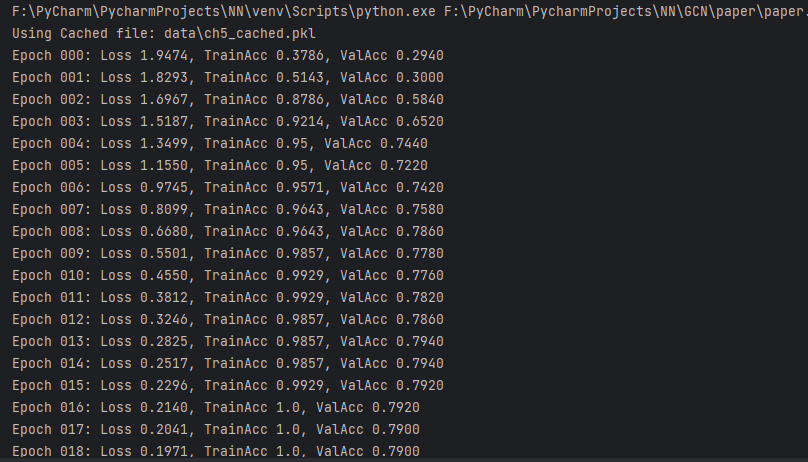 F:\PyCharm\PycharmProjects\NN\venv\Scripts\python.exe F:\PyCharm\PycharmProjects\NN\GCN\paper\paper.
Using Cached file: data\ch5_cached.pkl
Epoch 000: Loss 1.9474, TrainAcc 0.3786, ValAcc 0.2940
Epoch 001: Loss 1.8293, TrainAcc 0.5143, ValAcc 0.3000
Epoch 002: Loss 1.6967, TrainAcc 0.8786, ValAcc 0.5840
Epoch 003: Loss 1.5187, TrainAcc 0.9214, ValAcc 0.6520
Epoch 004: Loss 1.3499, TrainAcc 0.95, ValAcc 0.7440
Epoch 005: Loss 1.1550, TrainAcc 0.95, ValAcc 0.7220
Epoch 006: Loss 0.9745, TrainAcc 0.9571, ValAcc 0.7420
Epoch 007: Loss 0.8099, TrainAcc 0.9643, ValAcc 0.7580
Epoch 008: Loss 0.6680, TrainAcc 0.9643, ValAcc 0.7860
Epoch 009: Loss 0.5501, TrainAcc 0.9857, ValAcc 0.7780
Epoch 010: Loss 0.4550, TrainAcc 0.9929, ValAcc 0.7760
Epoch 011: Loss 0.3812, TrainAcc 0.9929, ValAcc 0.7820
Epoch 012: Loss 0.3246, TrainAcc 0.9857, ValAcc 0.7860
Epoch 013: Loss 0.2825, TrainAcc 0.9857, ValAcc 0.7940
Epoch 014: Loss 0.2517, TrainAcc 0.9857, ValAcc 0.7940
Epoch 015: Loss 0.2296, TrainAcc 0.9929, ValAcc 0.7920
Epoch 016: Loss 0.2140, TrainAcc 1.0, ValAcc 0.7920
Epoch 017: Loss 0.2041, TrainAcc 1.0, ValAcc 0.7900
Epoch 018: Loss 0.1971, TrainAcc 1.0, ValAcc 0.7900